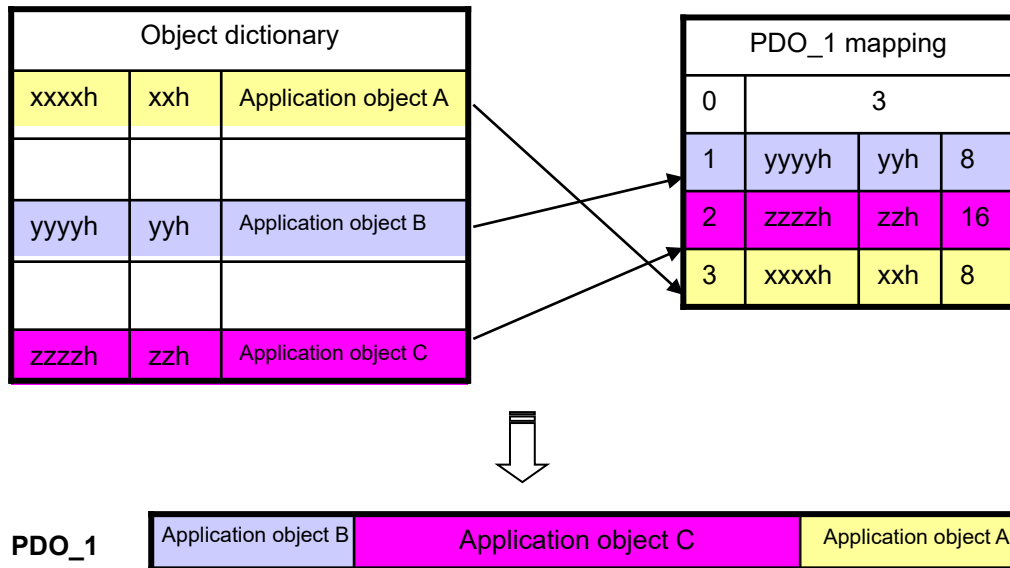 Object dictionary
xxxxh xxh Application object A
yyyyh yyh Application object B
zzzzh zzh Application object C
PDO_1 mapping
0 3
1 yyyyh yyh 8
2 zzzzh zzh 16
3 xxxxh xxh 8
PDO_1 Application object B Application object C Application object A